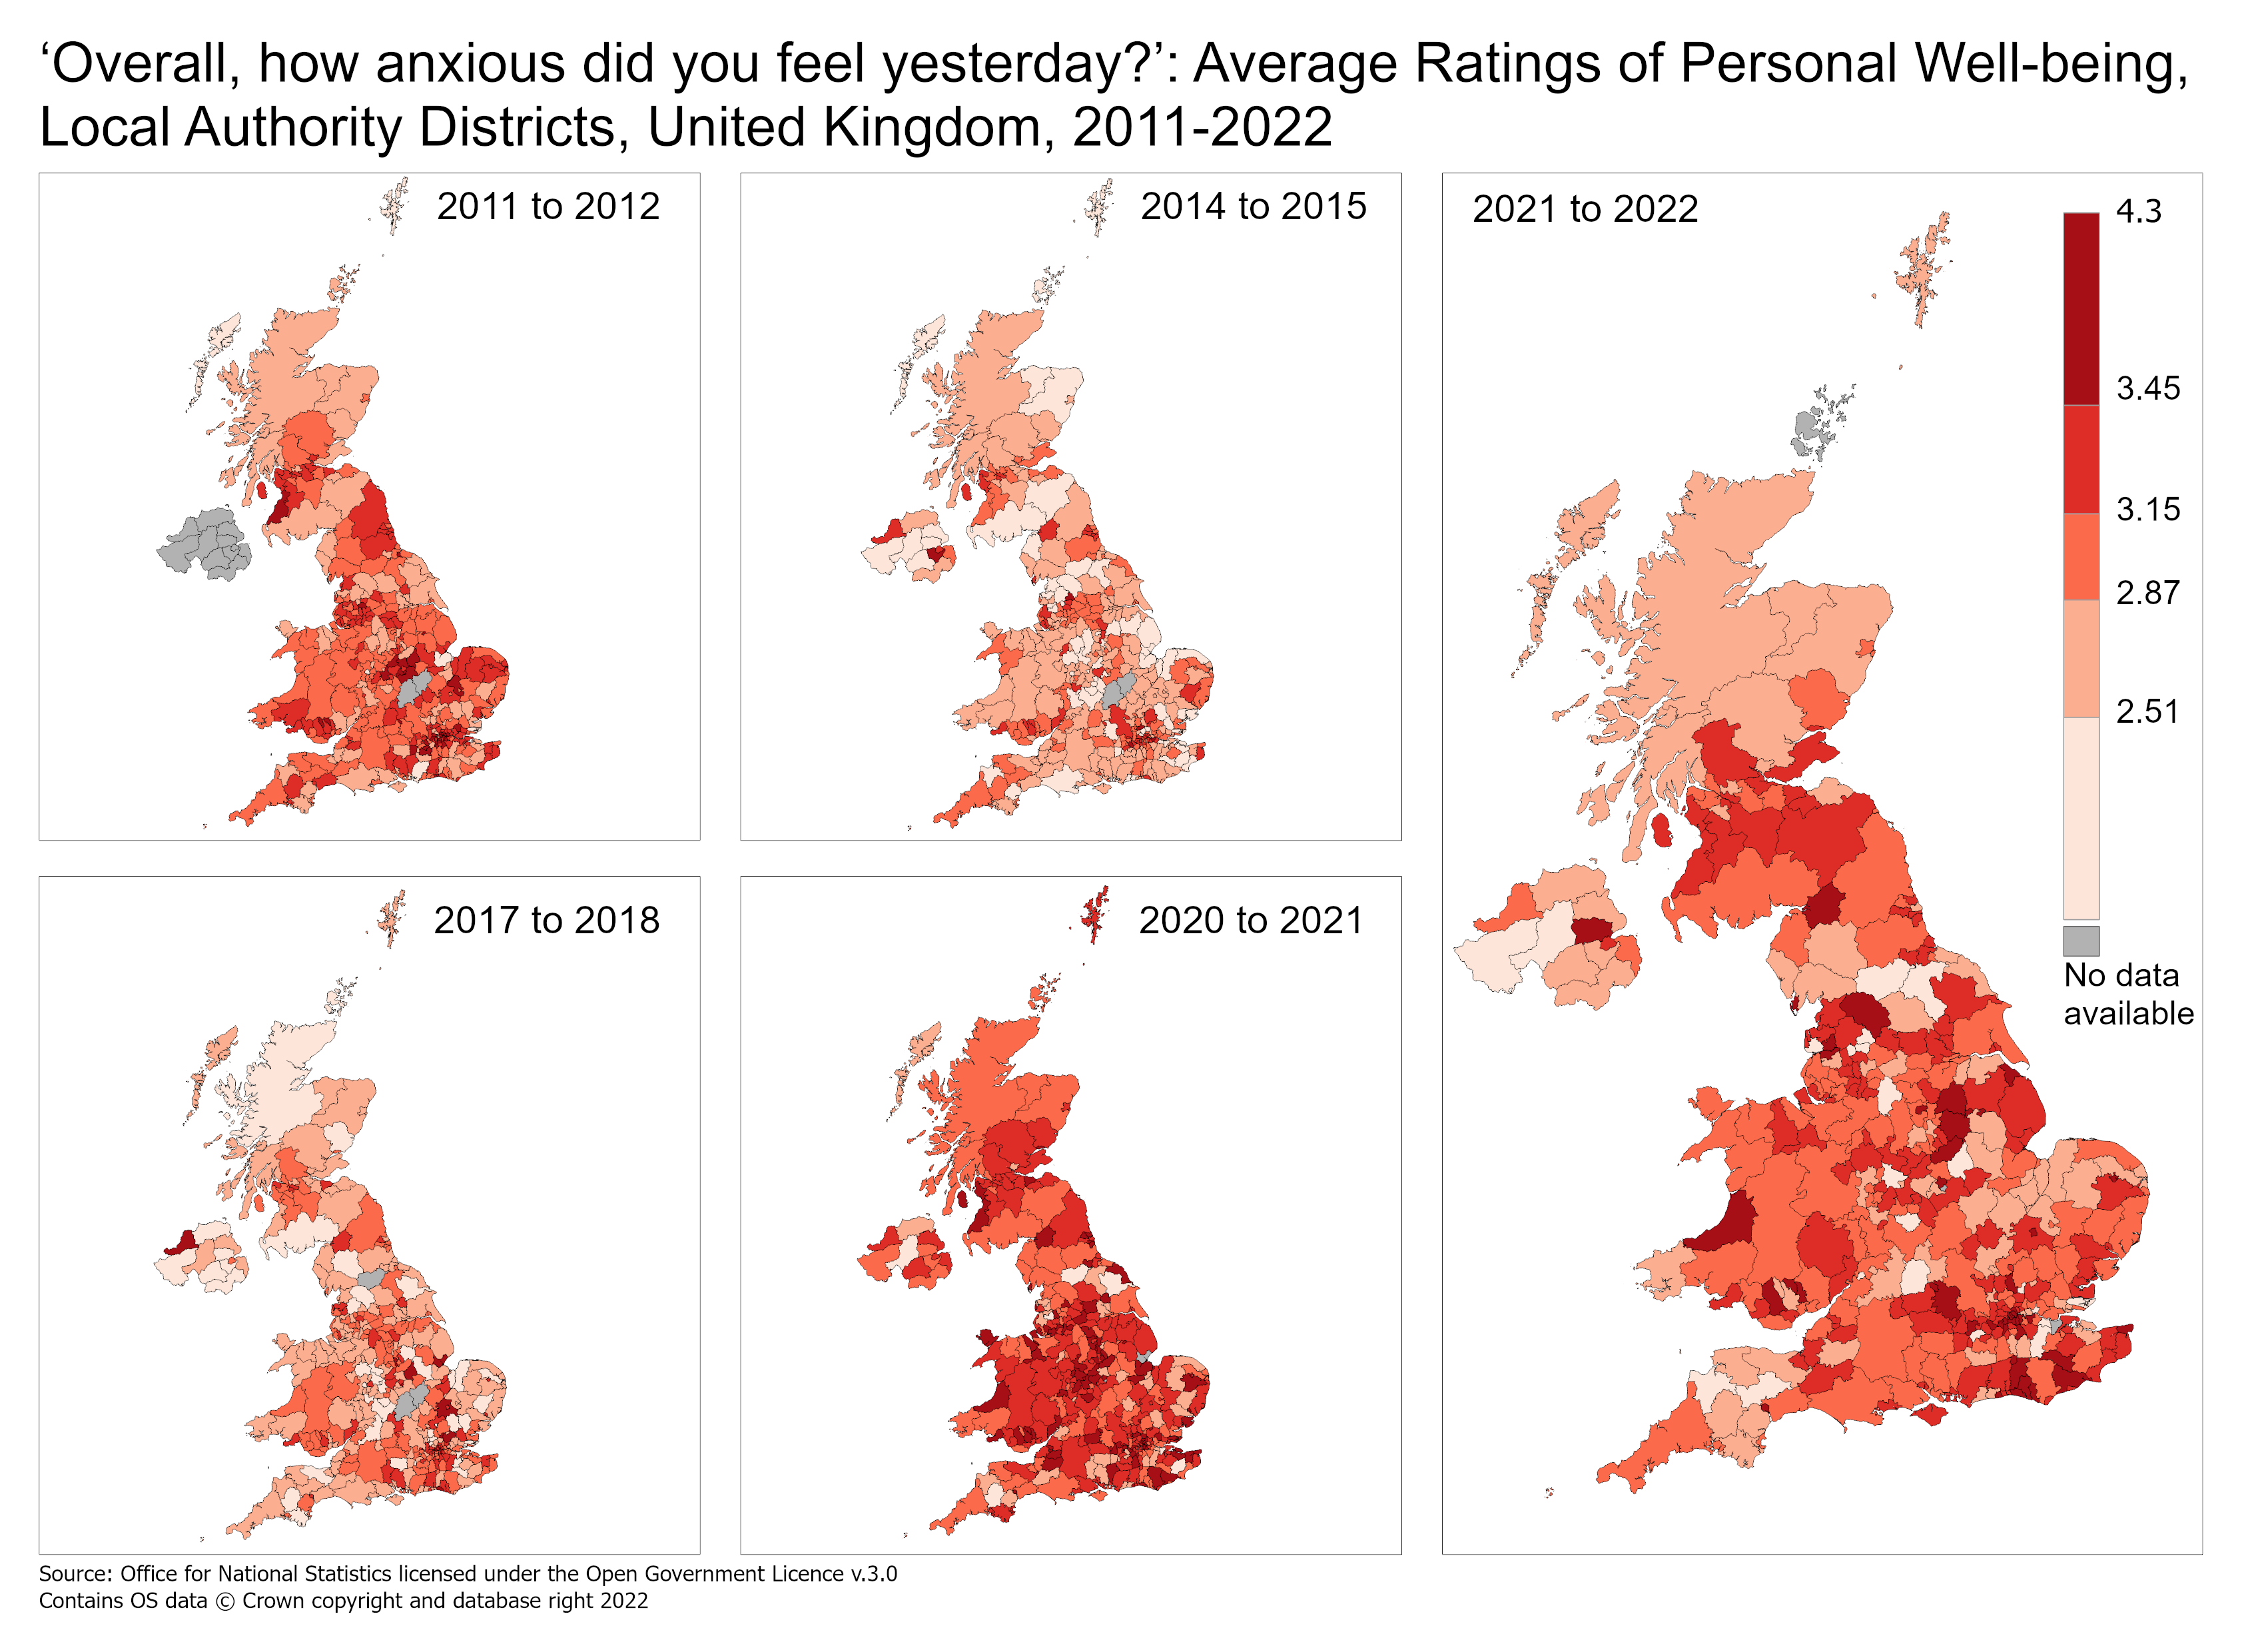 ‘Overall, how anxious did you feel yesterday?’: Average Ratings of Personal Well-being,
Local Authority Districts, United Kingdom, 2011-2022
2011 to 2012
2014 to 2015
2021 to 2022
4.3
3.45
3.15
2.87
2.51
No data
available
2017 to 2018
2020 to 2021
Source: Office for National Statistics licensed under the Open Government Licence v.3.0
Contains OS data © Crown copyright and database right 2022